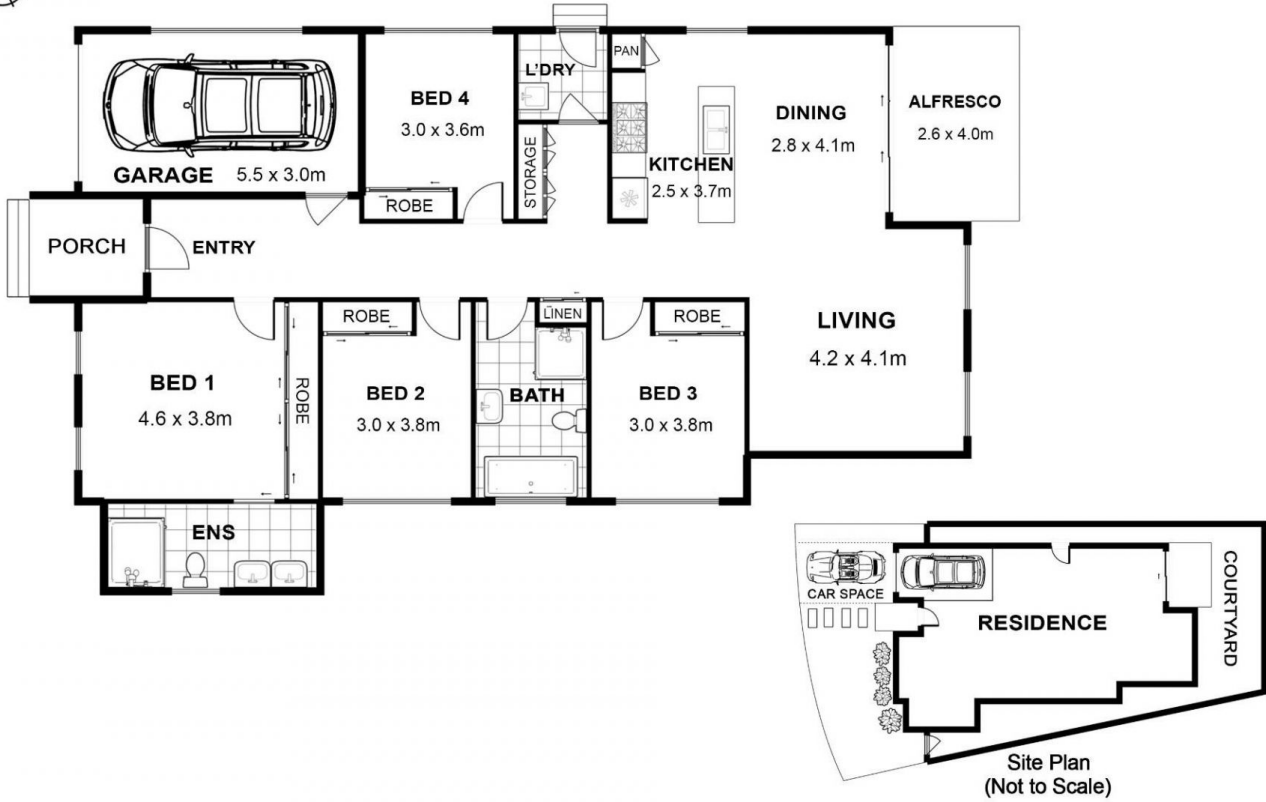 GARAGE 5.5 x 3.0m
BED 4
3.0 x 3.6m
ROBE
L'DRY
STORAGE
PAN
KITCHEN
2.5 x 3.7m
DINING
2.8 x 4.1m
ALFRESCO
2.6 x 4.0m
PORCH
ENTRY
BED 1
4.6 x 3.8m
ROBE
ROBE
BED 2
3.0 x 3.8m
LINEN
BATH
ROBE
BED 3
3.0 x 3.8m
LIVING
4.2 x 4.1m
ENS
CAR SPACE
RESIDENCE
COURTYARD
Site Plan
(Not to Scale)